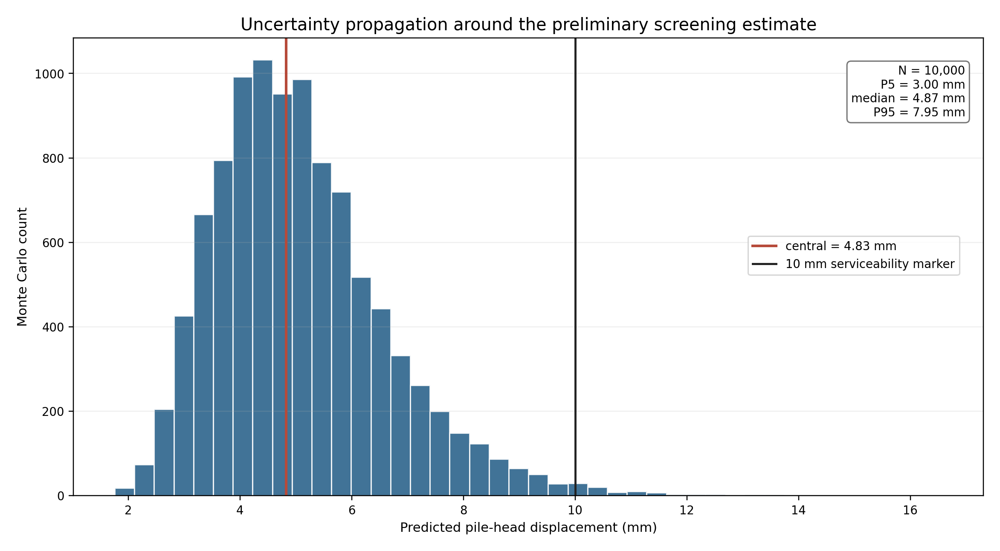 Uncertainty propagation around the preliminary screening estimate
N = 10,000
P5 = 3.00 mm
median = 4.87 mm
P95 = 7.95 mm
central = 4.83 mm
10 mm serviceability marker
Monte Carlo count
1000
800
600
400
200
0
2 4 6 8 10 12 14 16
Predicted pile-head displacement (mm)